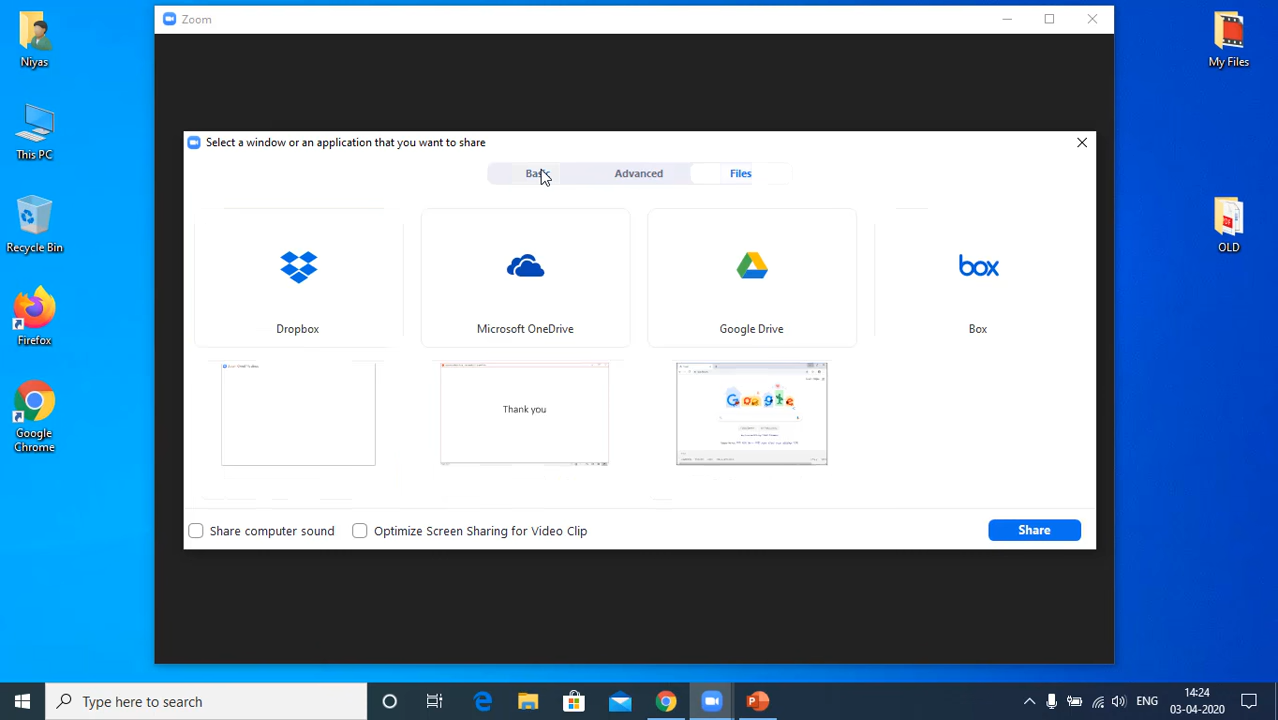 Zoom
Niyas
My Files
Select a window or an application that you want to share
This PC
Basic
Advanced
Files
Recycle Bin
OLD
box
Dropbox
Microsoft OneDrive
Google Drive
Box
Firefox
Thank you
Google
Google
Chrome
Share computer sound
Optimize Screen Sharing for Video Clip
Share
Type here to search
ENG
14:24
03-04-2020